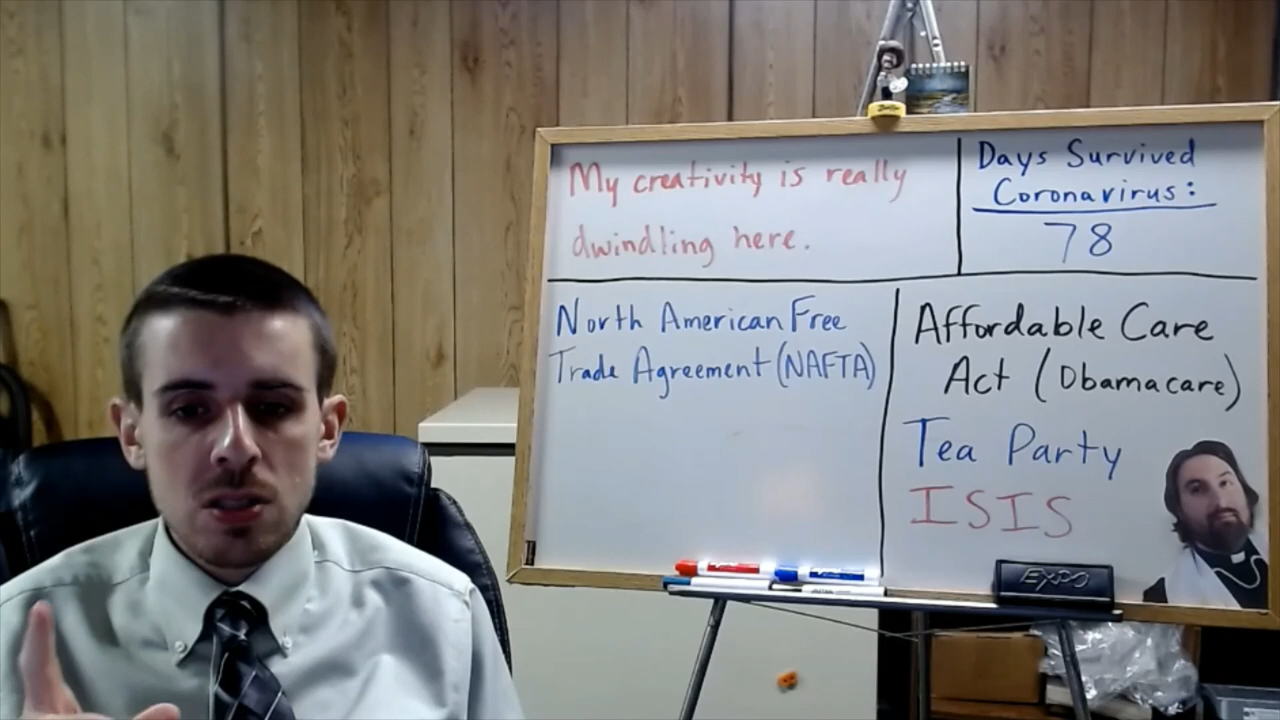 My creativity is really
dwindling here.
Days Survived
Coronavirus:
78
North American Free
Trade Agreement (NAFTA)
Affordable Care
Act (Obamacare)
Tea Party
ISIS
EXPO